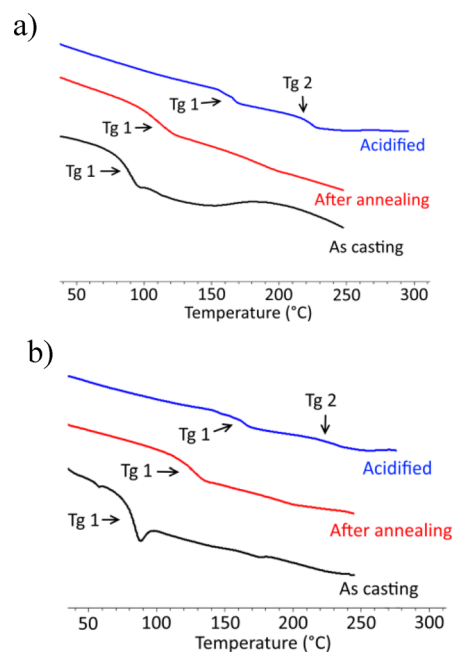 a)
Tg 2
Tg 1
Tg 1
Acidified
Tg 1
After annealing
As casting
50 100 150 200 250 300
Temperature (°C)
b)
Tg 2
Tg 1
Acidified
Tg 1
After annealing
Tg 1
As casting
50 100 150 200 250 300
Temperature (°C)